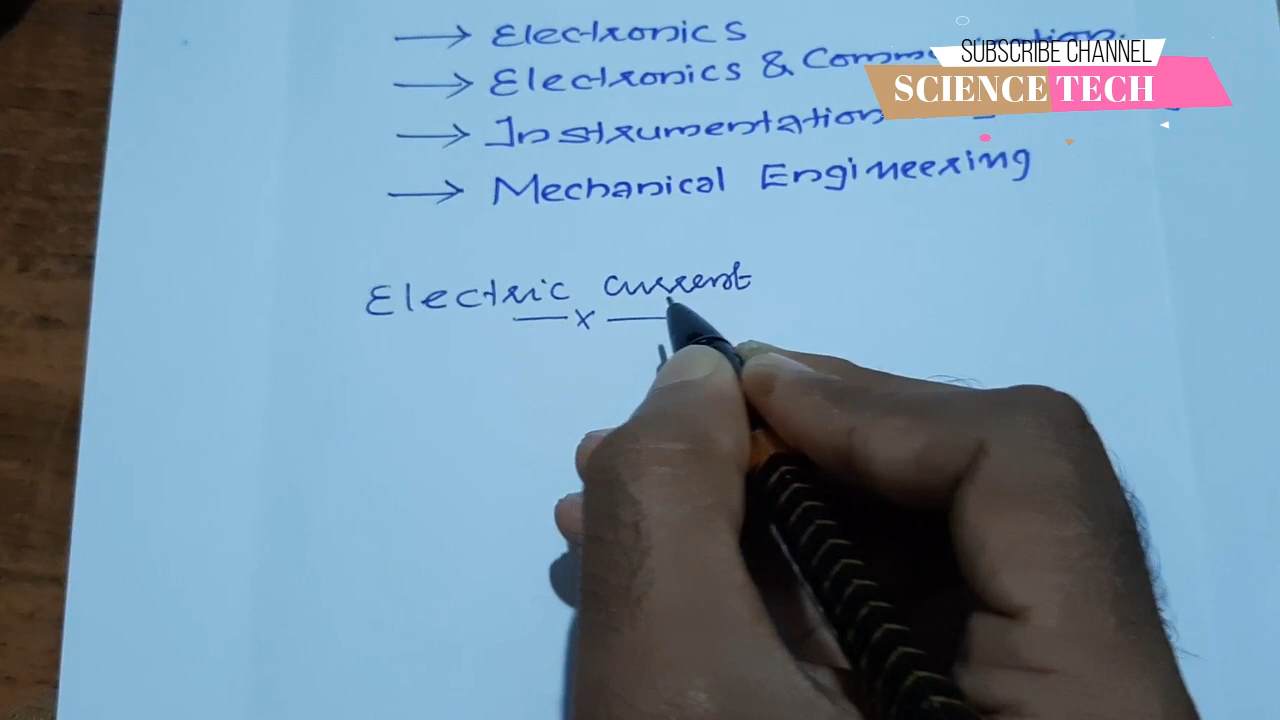 → Electronics
→ Electronics & Comm
→ Instrumentation
→ Mechanical Engineering
Electric current
— x —
SUBSCRIBE CHANNEL
SCIENCE TECH